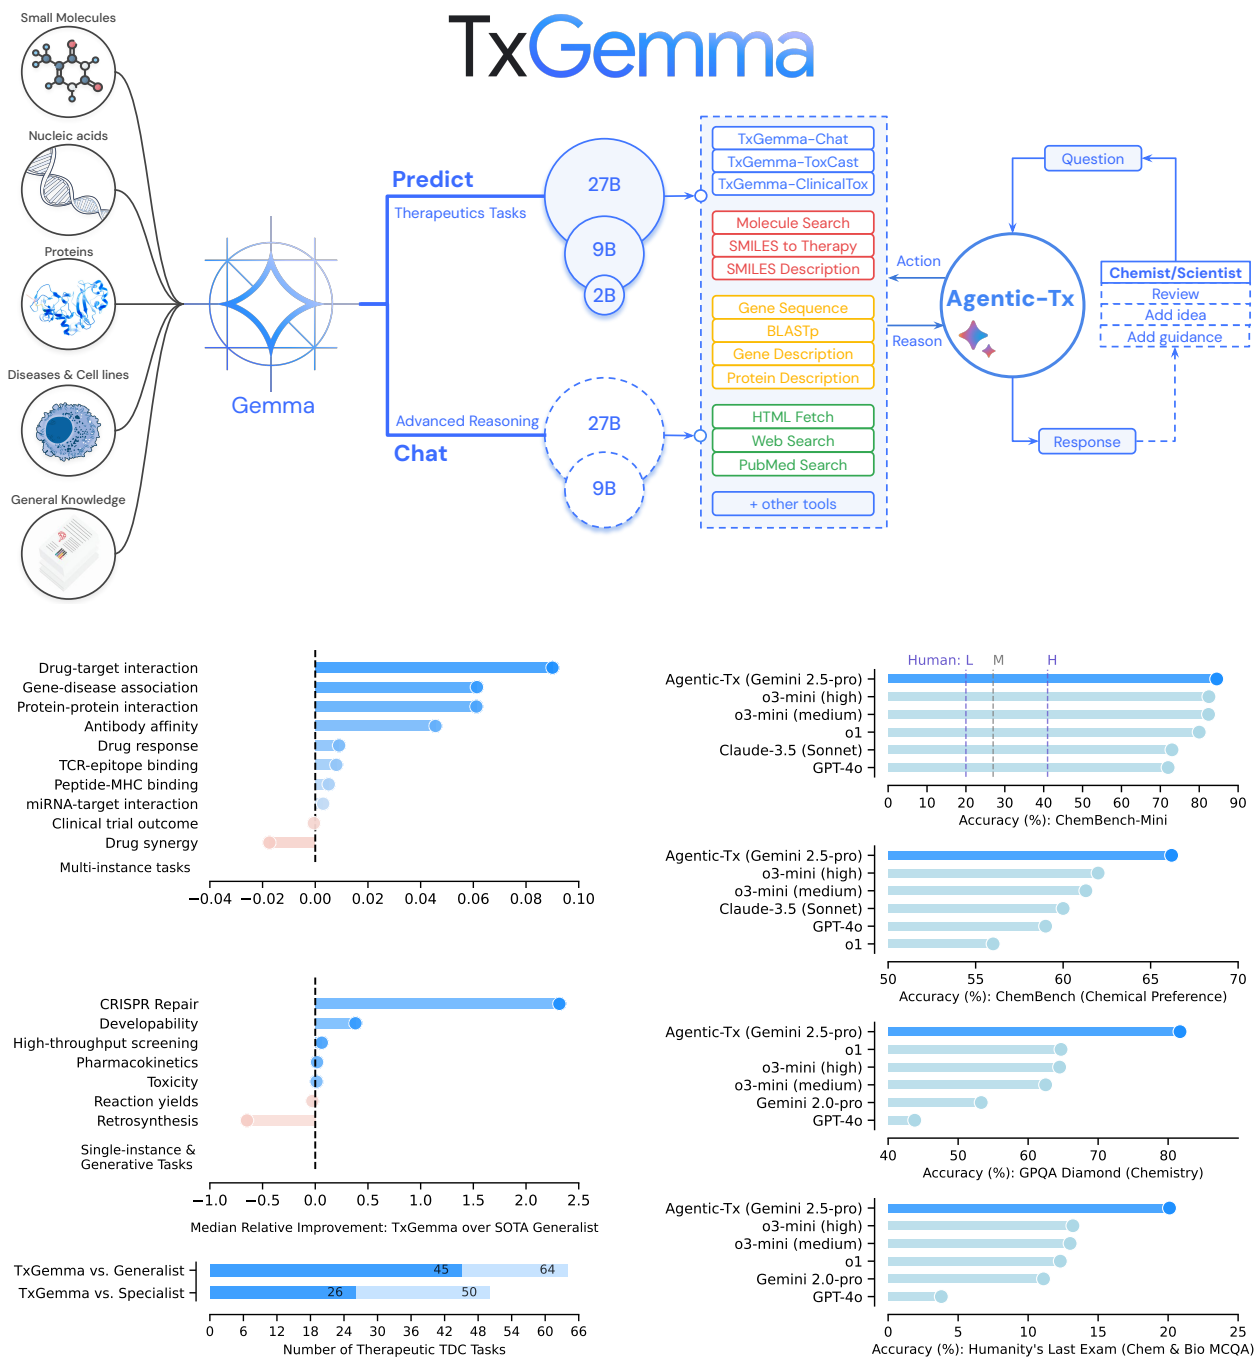 TxGemma
Small Molecules
Nucleic acids
Proteins
Diseases & Cell lines
General Knowledge
Gemma
Predict
Therapeutics Tasks
27B
9B
2B
Advanced Reasoning
Chat
27B
9B
TxGemma-Chat
TxGemma-ToxCast
TxGemma-ClinicalTox
Molecule Search
SMILES to Therapy
SMILES Description
Gene Sequence
BLASTp
Gene Description
Protein Description
HTML Fetch
Web Search
PubMed Search
+ other tools
Action
Reason
Question
Agentic-Tx
Response
Chemist/Scientist
Review
Add idea
Add guidance
Drug-target interaction
Gene-disease association
Protein-protein interaction
Antibody affinity
Drug response
TCR-epitope binding
Peptide-MHC binding
miRNA-target interaction
Clinical trial outcome
Drug synergy
Multi-instance tasks
−0.04 −0.02 0.00 0.02 0.04 0.06 0.08 0.10
CRISPR Repair
Developability
High-throughput screening
Pharmacokinetics
Toxicity
Reaction yields
Retrosynthesis
Single-instance &
Generative Tasks
−1.0 −0.5 0.0 0.5 1.0 1.5 2.0 2.5
Median Relative Improvement: TxGemma over SOTA Generalist
TxGemma vs. Generalist 45 64
TxGemma vs. Specialist 26 50
0 6 12 18 24 30 36 42 48 54 60 66
Number of Therapeutic TDC Tasks
Human: L M H
Agentic-Tx (Gemini 2.5-pro)
o3-mini (high)
o3-mini (medium)
o1
Claude-3.5 (Sonnet)
GPT-4o
0 10 20 30 40 50 60 70 80 90
Accuracy (%): ChemBench-Mini
Agentic-Tx (Gemini 2.5-pro)
o3-mini (high)
o3-mini (medium)
Claude-3.5 (Sonnet)
GPT-4o
o1
50 55 60 65 70
Accuracy (%): ChemBench (Chemical Preference)
Agentic-Tx (Gemini 2.5-pro)
o1
o3-mini (high)
o3-mini (medium)
Gemini 2.0-pro
GPT-4o
40 50 60 70 80
Accuracy (%): GPQA Diamond (Chemistry)
Agentic-Tx (Gemini 2.5-pro)
o3-mini (high)
o3-mini (medium)
o1
Gemini 2.0-pro
GPT-4o
0 5 10 15 20 25
Accuracy (%): Humanity's Last Exam (Chem & Bio MCQA)